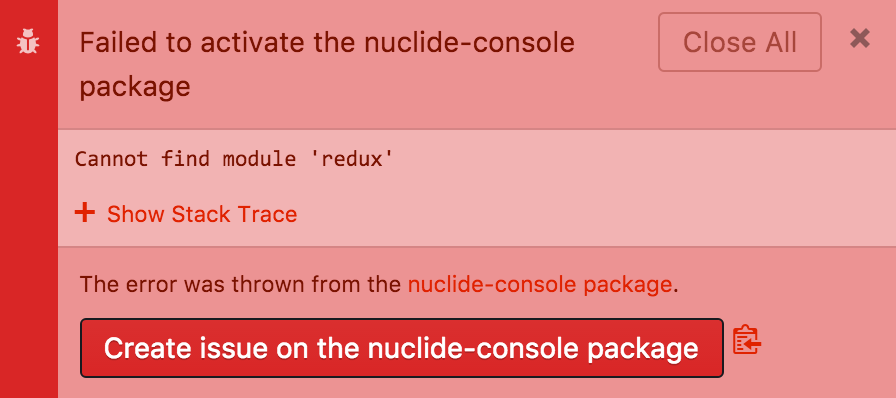 Failed to activate the nuclide-console
package
Close All
Cannot find module 'redux'
Show Stack Trace
The error was thrown from the nuclide-console package.
Create issue on the nuclide-console package